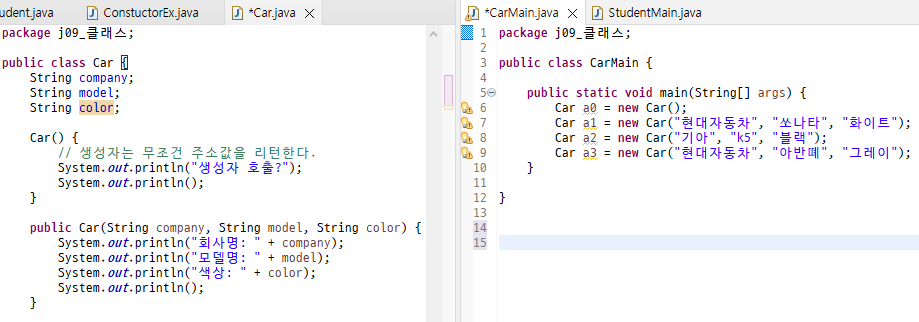 udent.java
ConstuctorEx.java
*Car.java
package j09_클래스;
public class Car {
String company;
String model;
String color;
Car() {
// 생성자는 무조건 주소값을 리턴한다.
System.out.println("생성자 호출?");
System.out.println();
}
public Car(String company, String model, String color) {
System.out.println("회사명: " + company);
System.out.println("모델명: " + model);
System.out.println("색상: " + color);
System.out.println();
}
*CarMain.java
StudentMain.java
1 package j09_클래스;
2
3 public class CarMain {
4
5 public static void main(String[] args) {
6 Car a0 = new Car();
7 Car a1 = new Car("현대자동차", "쏘나타", "화이트");
8 Car a2 = new Car("기아", "k5", "블랙");
9 Car a3 = new Car("현대자동차", "아반떼", "그레이");
10 }
11
12 }
13
14
15